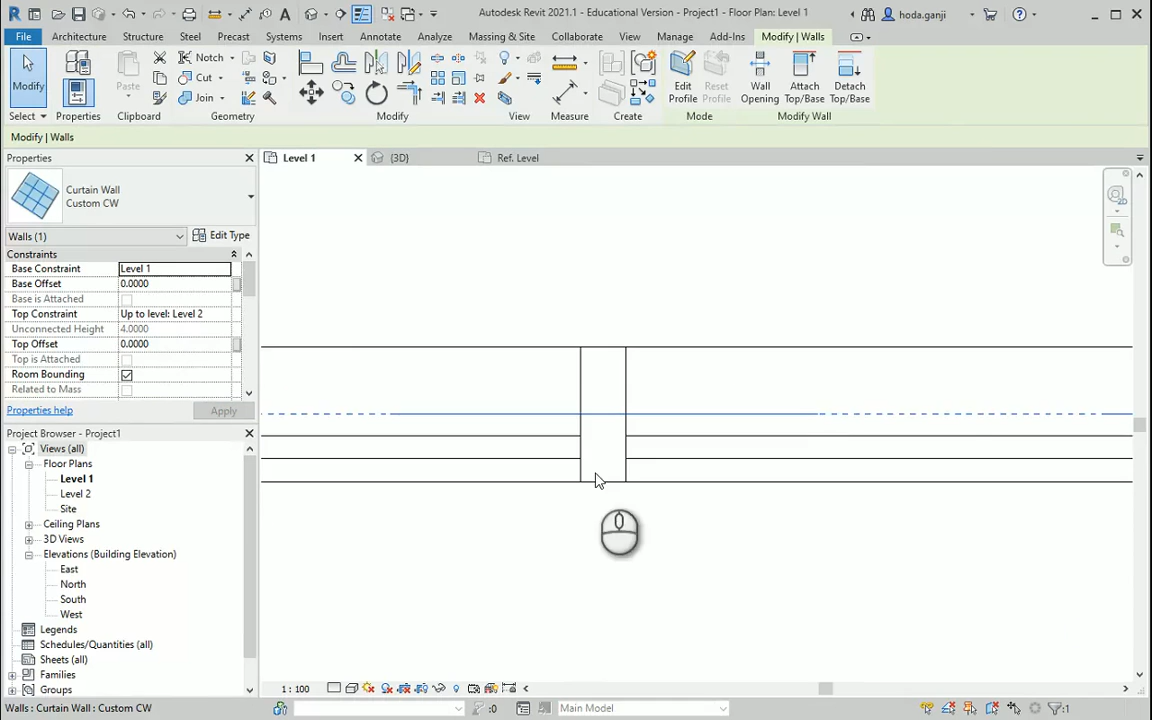 Autodesk Revit 2021.1 - Educational Version - Project1 - Floor Plan: Level 1
hoda.ganji
File Architecture Structure Steel Precast Systems Insert Annotate Analyze Massing & Site Collaborate View Manage Add-Ins Modify | Walls
Modify
Select
Properties
Paste
Clipboard
Notch
Cut
Join
Geometry
Modify
View
Measure
Create
Edit Profile
Reset Profile
Mode
Wall Opening
Attach Top/Base
Detach Top/Base
Modify Wall
Modify | Walls
Properties
Curtain Wall
Custom CW
Walls (1)
Edit Type
Constraints
Base Constraint Level 1
Base Offset 0.0000
Base is Attached
Top Constraint Up to level: Level 2
Unconnected Height 4.0000
Top Offset 0.0000
Top is Attached
Room Bounding
Related to Mass
Properties help
Apply
Project Browser - Project1
Views (all)
Floor Plans
Level 1
Level 2
Site
Ceiling Plans
3D Views
Elevations (Building Elevation)
East
North
South
West
Legends
Schedules/Quantities (all)
Sheets (all)
Families
Groups
Level 1
{3D}
Ref. Level
2D
1 : 100
Walls : Curtain Wall : Custom CW
:0
Main Model
:1